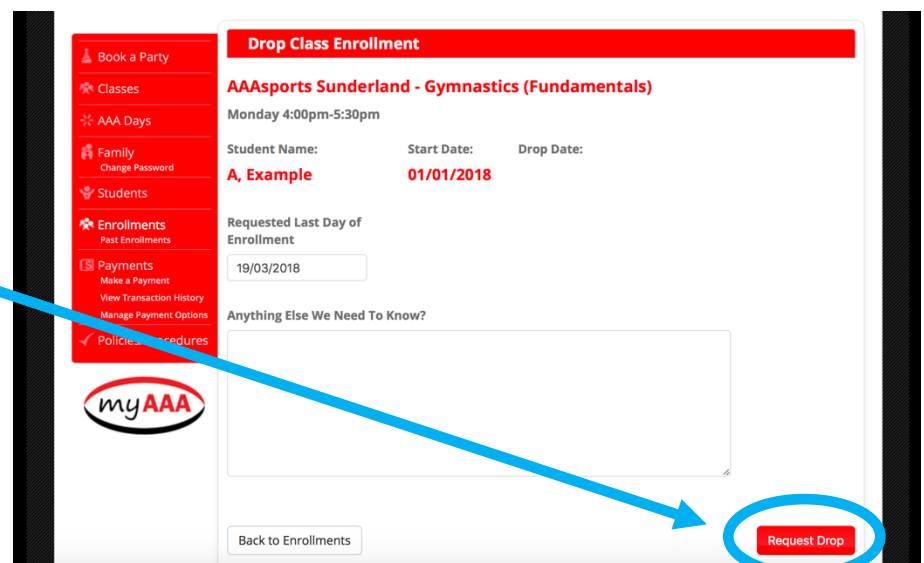 Book a Party
Classes
AAA Days
Family
Change Password
Students
Enrollments
Past Enrollments
Payments
Make a Payment
View Transaction History
Manage Payment Options
myAAA
Drop Class Enrollment
AAAsports Sunderland - Gymnastics (Fundamentals)
Monday 4:00pm-5:30pm
Student Name: Start Date: Drop Date:
A, Example 01/01/2018
Requested Last Day of
Enrollment
19/03/2018
Anything Else We Need To Know?
Back to Enrollments
Request Drop